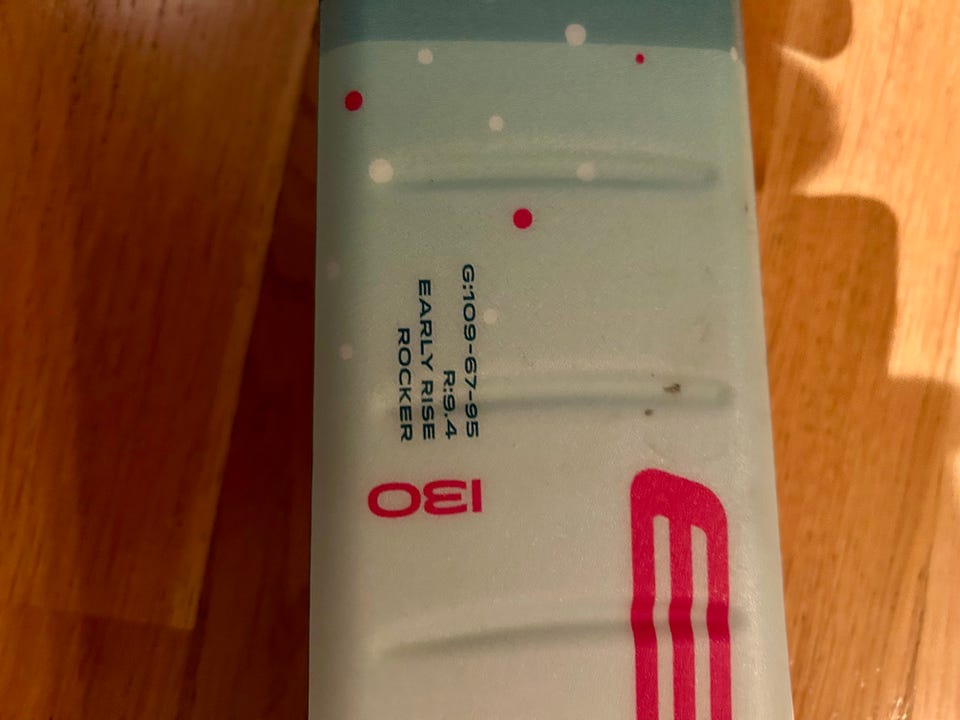 G:109-67-95
R:9.4
EARLY RISE
ROCKER
130
E